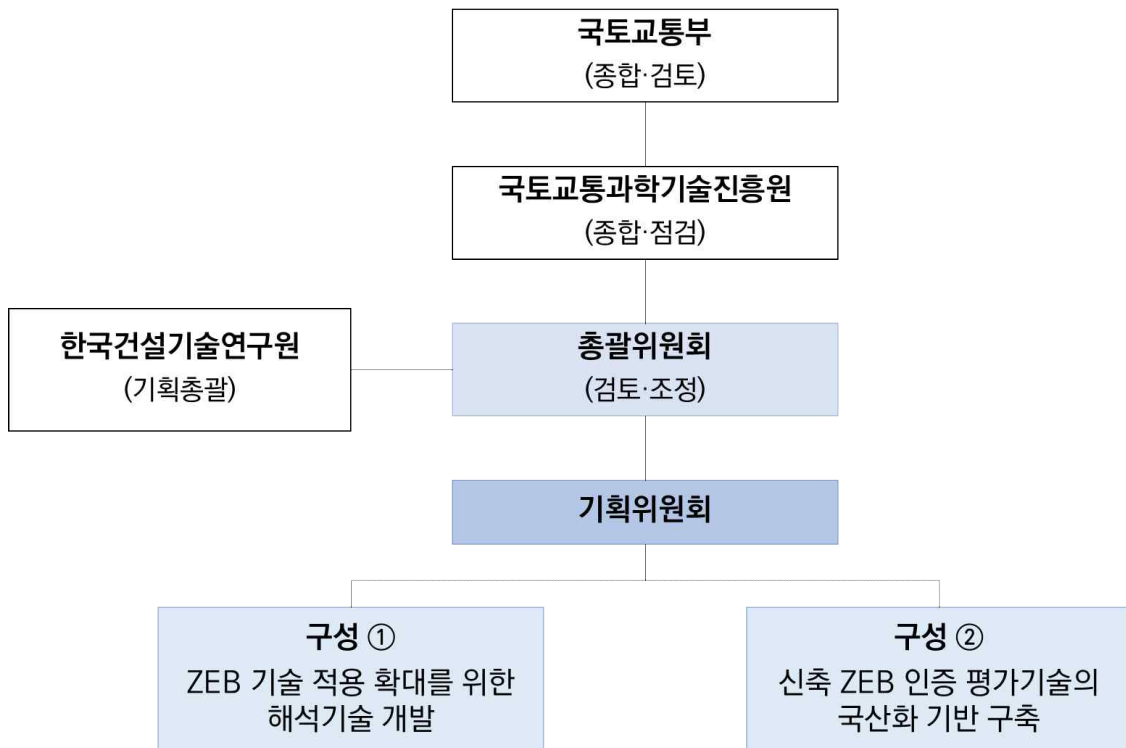 국토교통부
(종합·검토)
국토교통과학기술진흥원
(종합·점검)
한국건설기술연구원
(기획총괄)
총괄위원회
(검토·조정)
기획위원회
구성 ①
ZEB 기술 적용 확대를 위한
해석기술 개발
구성 ②
신축 ZEB 인증 평가기술의
국산화 기반 구축